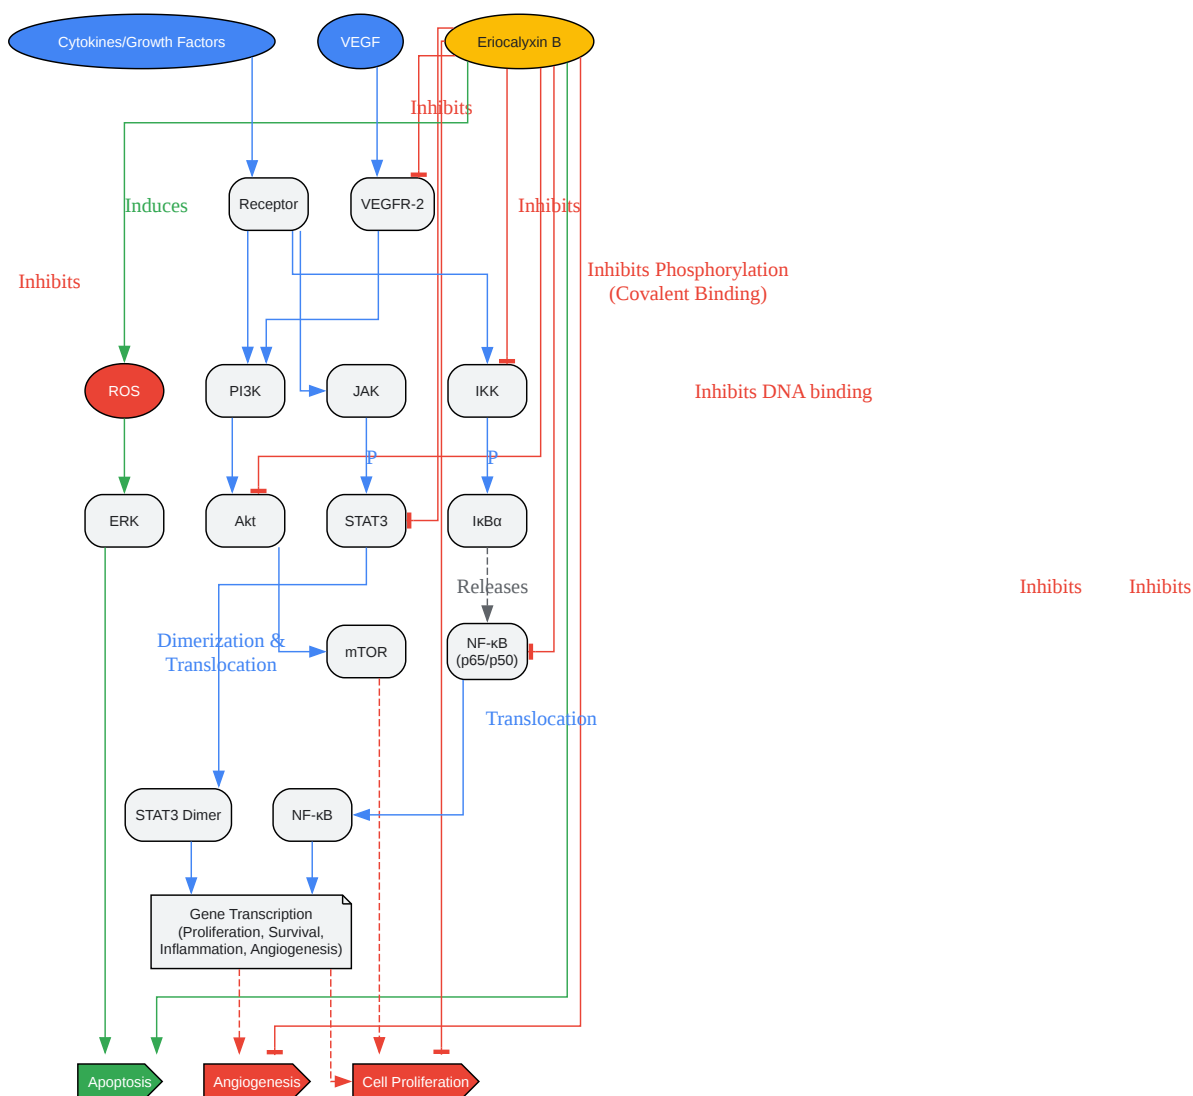 Cytokines/Growth Factors
VEGF
Eriocalyxin B
Inhibits
Receptor
VEGFR-2
Induces
Inhibits
Inhibits
Inhibits Phosphorylation
(Covalent Binding)
ROS
PI3K
JAK
IKK
Inhibits DNA binding
P
P
ERK
Akt
STAT3
IκBα
Releases
Inhibits
Inhibits
Dimerization &
Translocation
mTOR
NF-κB
(p65/p50)
Translocation
STAT3 Dimer
NF-κB
Gene Transcription
(Proliferation, Survival,
Inflammation, Angiogenesis)
Apoptosis
Angiogenesis
Cell Proliferation